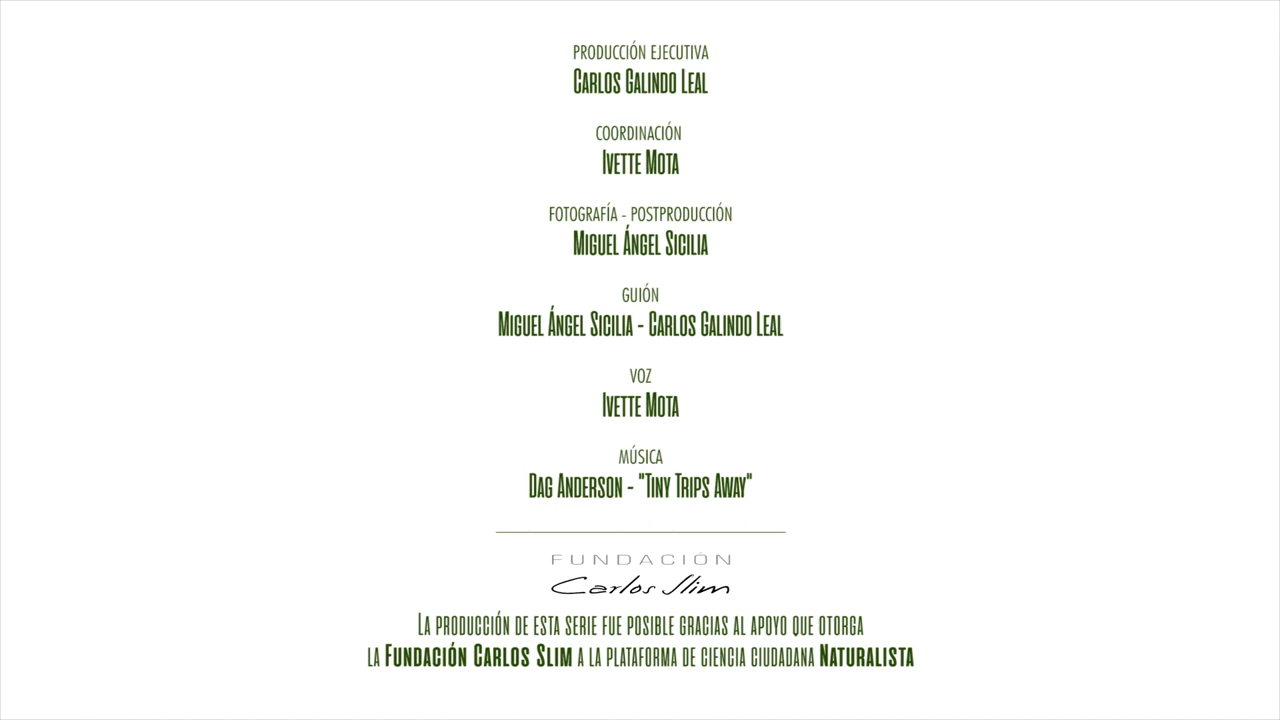 PRODUCCIÓN EJECUTIVA
CARLOS GALINDO LEAL
COORDINACIÓN
IVETTE MOTA
FOTOGRAFÍA - POSTPRODUCCIÓN
MIGUEL ÁNGEL SICILIA
GUIÓN
MIGUEL ÁNGEL SICILIA - CARLOS GALINDO LEAL
VOZ
IVETTE MOTA
MÚSICA
DAG ANDERSON - "TINY TRIPS AWAY"
FUNDACIÓN
Carlos Slim
LA PRODUCCIÓN DE ESTA SERIE FUE POSIBLE GRACIAS AL APOYO QUE OTORGA
LA FUNDACIÓN CARLOS SLIM A LA PLATAFORMA DE CIENCIA CIUDADANA NATURALISTA